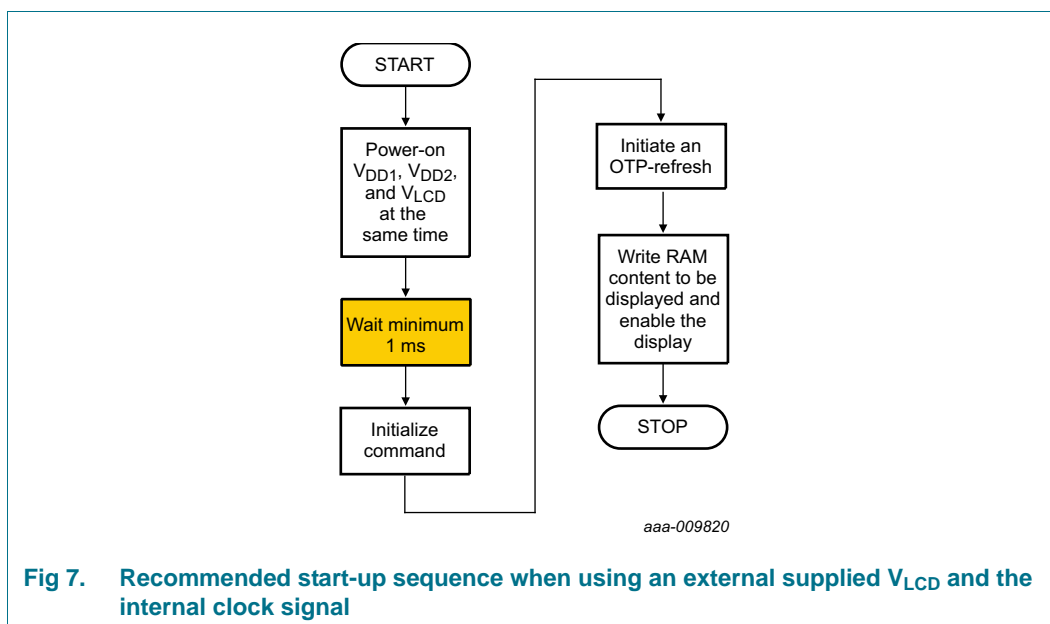 START
Power-on
VDD1, VDD2,
and VLCD
at the
same time
Wait minimum
1 ms
Initialize
command
Initiate an
OTP-refresh
Write RAM
content to be
displayed and
enable the
display
STOP
aaa-009820
Fig 7. Recommended start-up sequence when using an external supplied VLCD and the
internal clock signal